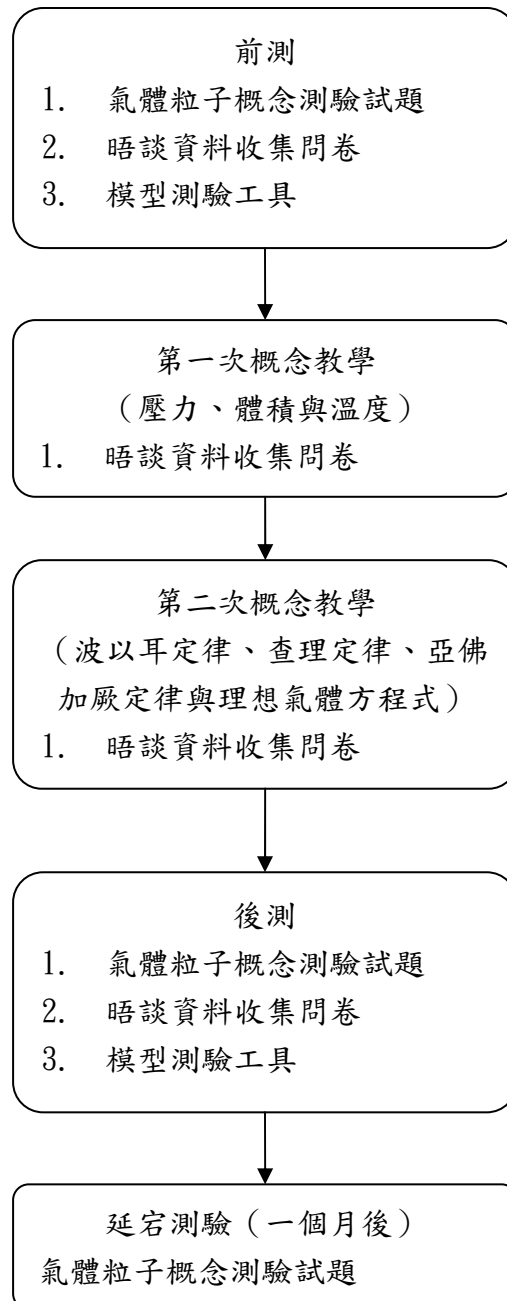 前測
1. 氣體粒子概念測驗試題
2. 晤談資料收集問卷
3. 模型測驗工具
第一次概念教學
（壓力、體積與溫度）
1. 晤談資料收集問卷
第二次概念教學
（波以耳定律、查理定律、亞佛
加厥定律與理想氣體方程式）
1. 晤談資料收集問卷
後測
1. 氣體粒子概念測驗試題
2. 晤談資料收集問卷
3. 模型測驗工具
延宕測驗（一個月後）
氣體粒子概念測驗試題